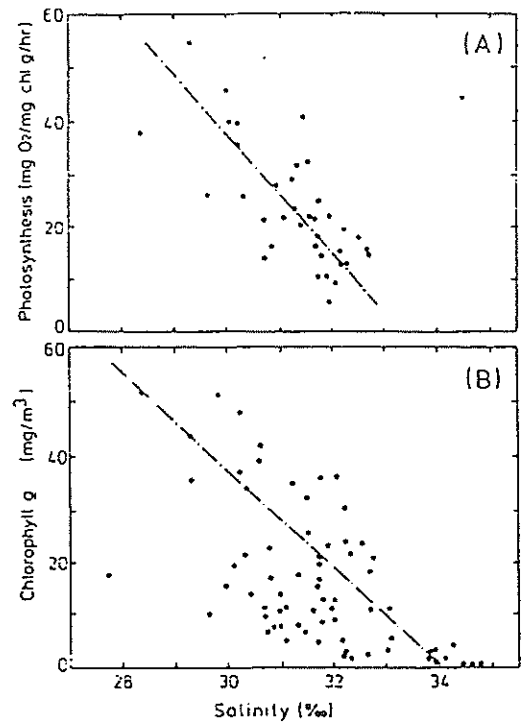 60
40
20
0
Photosynthesis (mg O2/mg chl a/hr)
(A)
60
40
20
0
Chlorophyll a (mg/m3)
(B)
26 28 30 32 34
Salinity (‰)